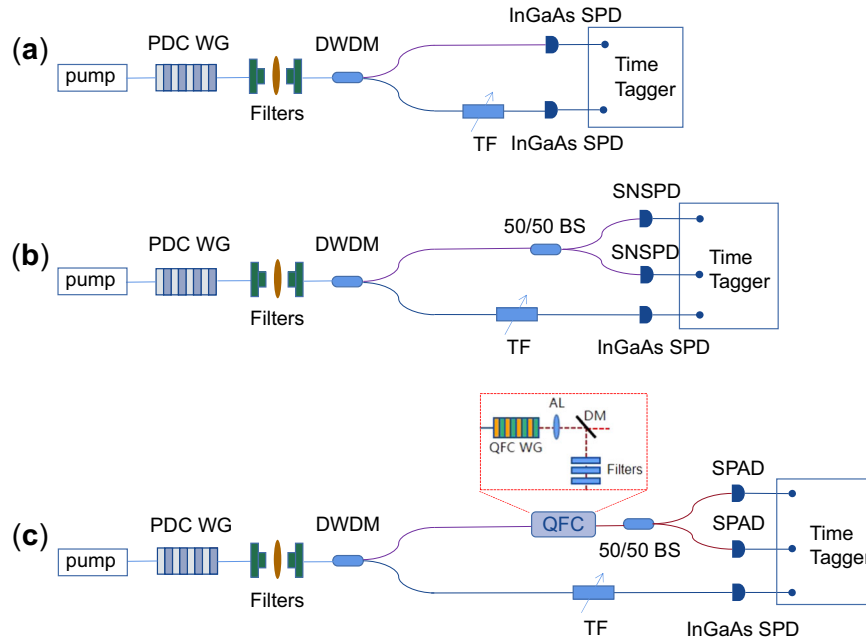 (a)
pump
PDC WG
Filters
DWDM
InGaAs SPD
TF
InGaAs SPD
Time
Tagger
(b)
pump
PDC WG
Filters
DWDM
50/50 BS
SNSPD
SNSPD
TF
InGaAs SPD
Time
Tagger
(c)
pump
PDC WG
Filters
DWDM
QFC WG
AL
DM
Filters
QFC
50/50 BS
SPAD
SPAD
TF
InGaAs SPD
Time
Tagger